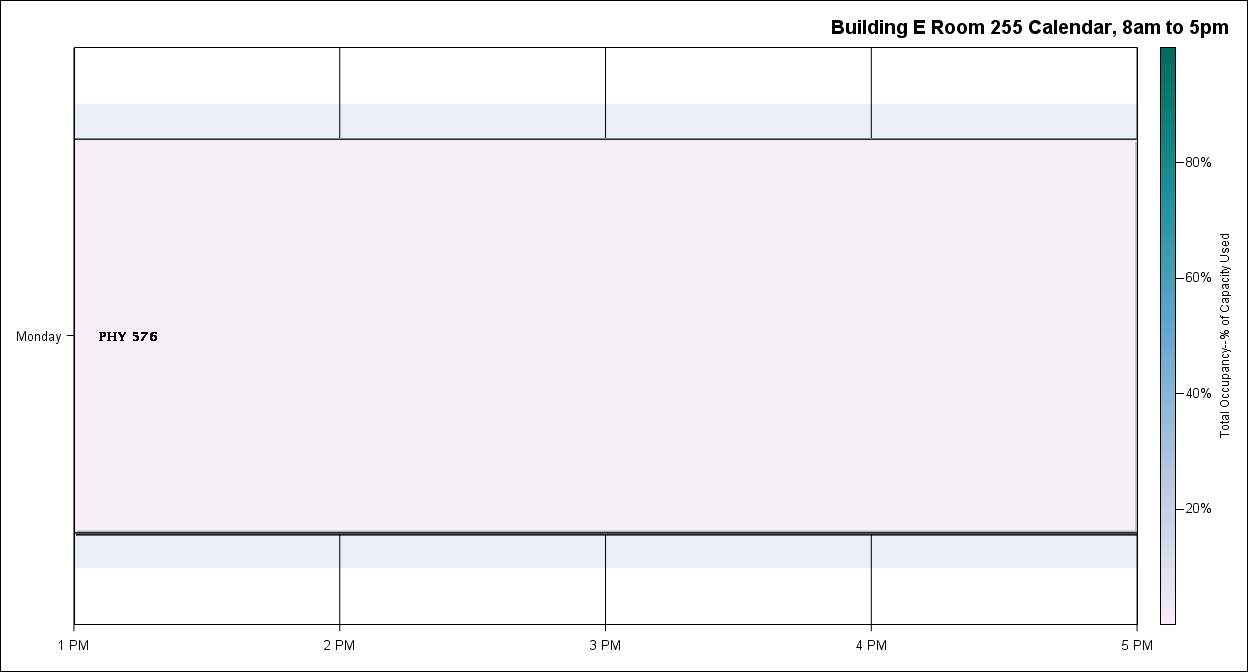 Building E Room 255 Calendar, 8am to 5pm
Monday
PHY 576
1 PM
2 PM
3 PM
4 PM
5 PM
80%
60%
40%
20%
Total Occupancy--% of Capacity Used